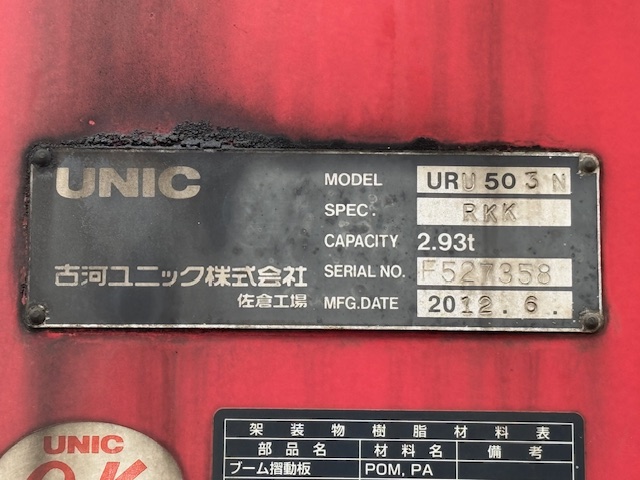 UNIC
MODEL URU503N
SPEC. RKK
CAPACITY 2.93t
古河ユニック株式会社 SERIAL NO. F527358
佐倉工場 MFG.DATE 2012.6.
UNIC
OK
架装物樹脂材料表
部品名 材料名 備考
ブーム摺動板 POM, PA